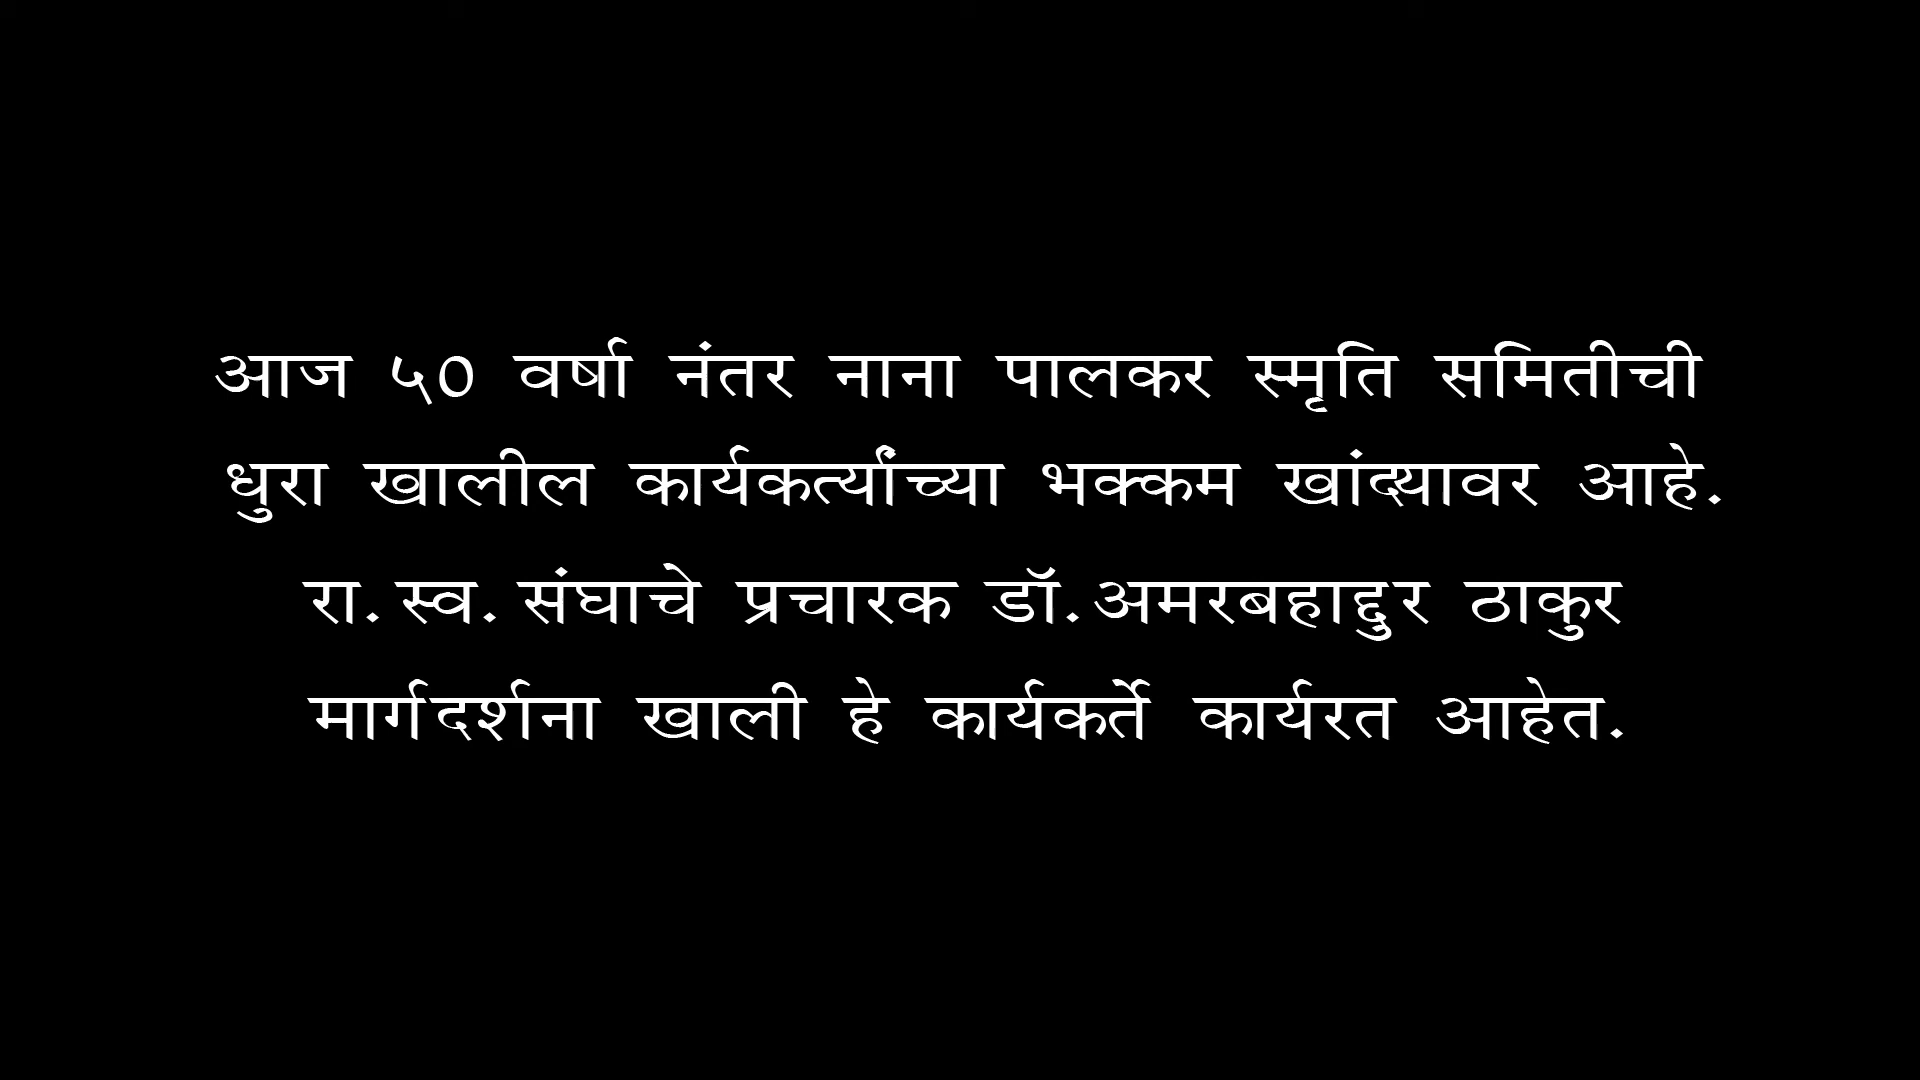 आज ५० वर्षा नंतर नाना पालकर स्मृति समितीची
धुरा खालील कार्यकर्त्यांच्या भक्कम खांद्यावर आहे.
रा. स्व. संघाचे प्रचारक डॉ. अमरबहाद्दुर ठाकुर
मार्गदर्शना खाली हे कार्यकर्ते कार्यरत आहेत.